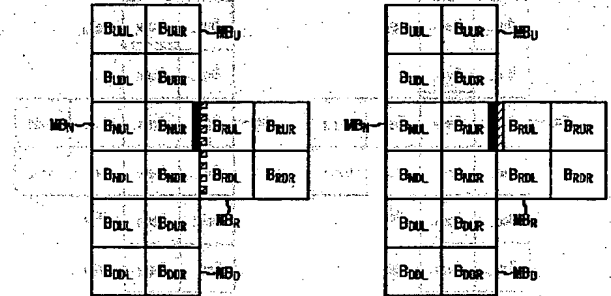 BUUL BUUR MBU BUUL BUUR MBU
BUDL BUDR BUDL BUDR
MBN BNUL BNUR BRUL BRUR MBN BNUL BNUR BRUL BRUR
BNDL BNDR BRDL BRDR BNDL BNDR BRDL BRDR
BDUL BDUR MBR BDUL BDUR MBR
BDDL BDDR MBD BDDL BDDR MBD